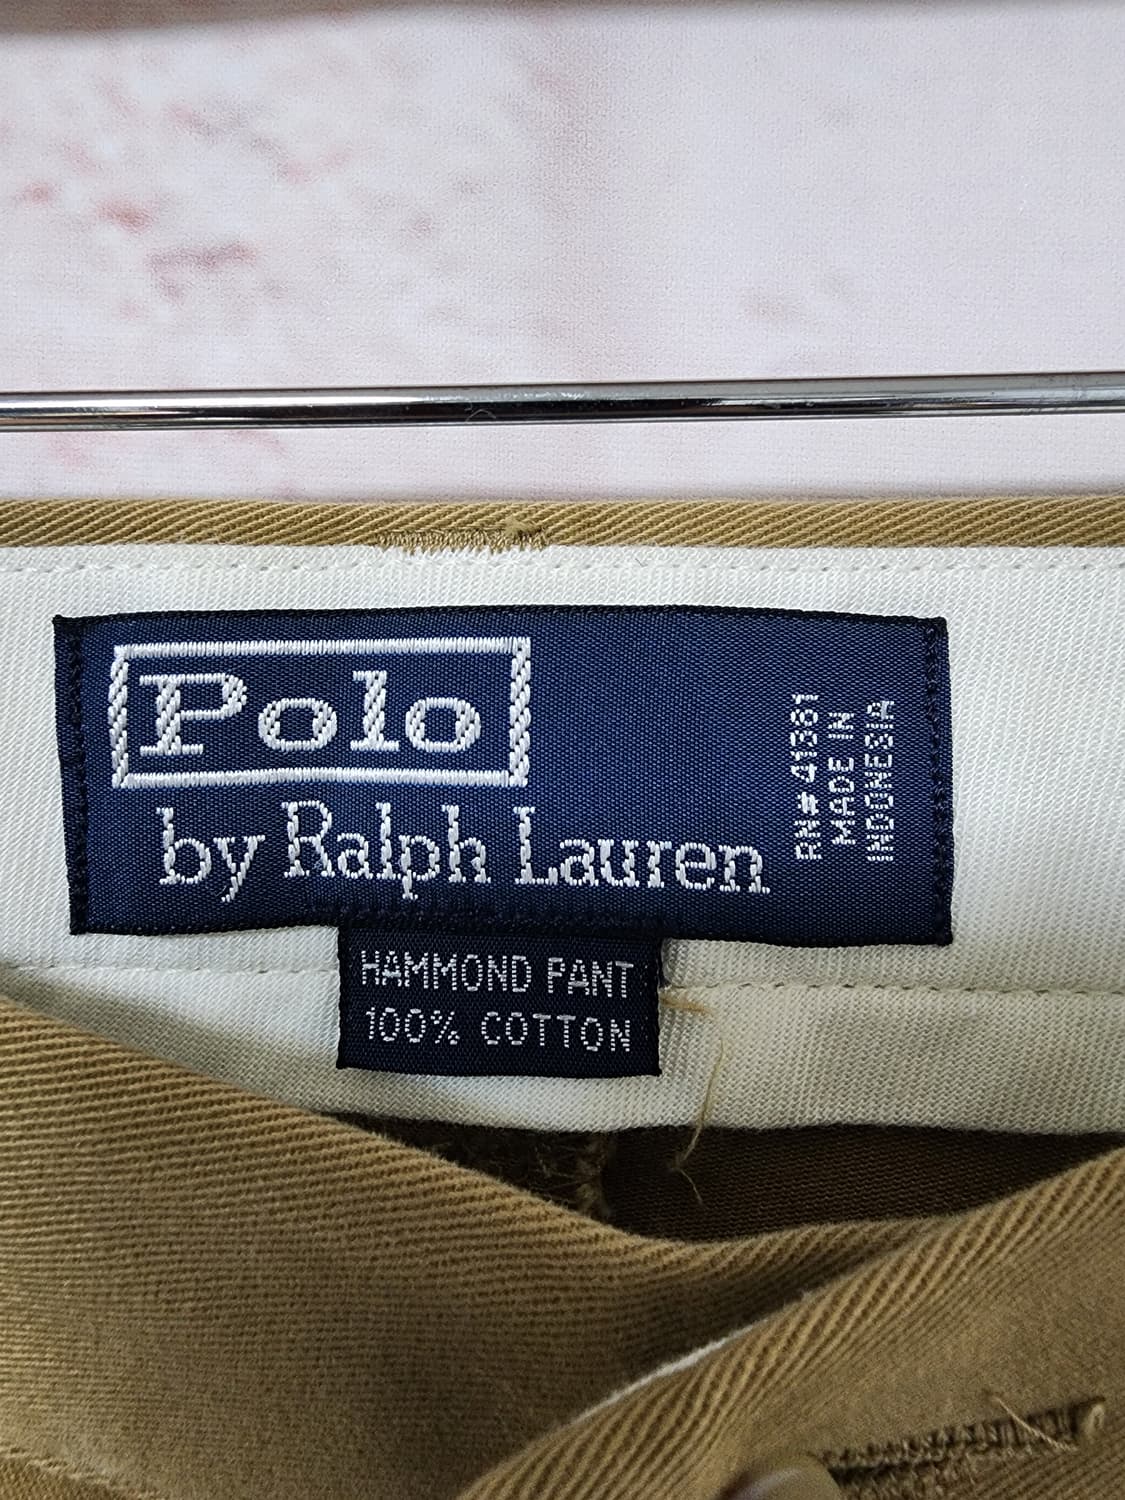 Polo
by Ralph Lauren
RN# 41381
MADE IN
INDONESIA
HAMMOND PANT
100% COTTON